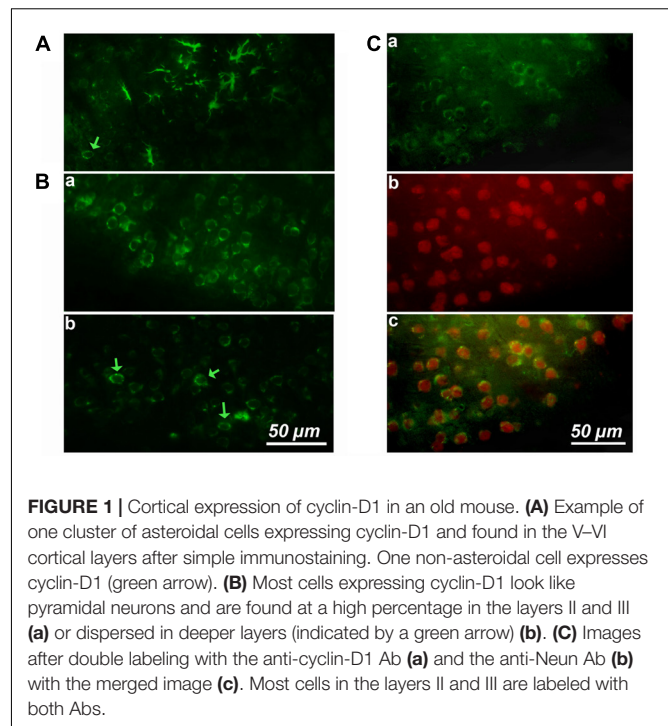 A
C
a
B
a
b
b
c
50 µm
50 µm
FIGURE 1 | Cortical expression of cyclin-D1 in an old mouse. (A) Example of
one cluster of asteroidal cells expressing cyclin-D1 and found in the V–VI
cortical layers after simple immunostaining. One non-asteroidal cell expresses
cyclin-D1 (green arrow). (B) Most cells expressing cyclin-D1 look like
pyramidal neurons and are found at a high percentage in the layers II and III
(a) or dispersed in deeper layers (indicated by a green arrow) (b). (C) Images
after double labeling with the anti-cyclin-D1 Ab (a) and the anti-Neun Ab (b)
with the merged image (c). Most cells in the layers II and III are labeled with
both Abs.